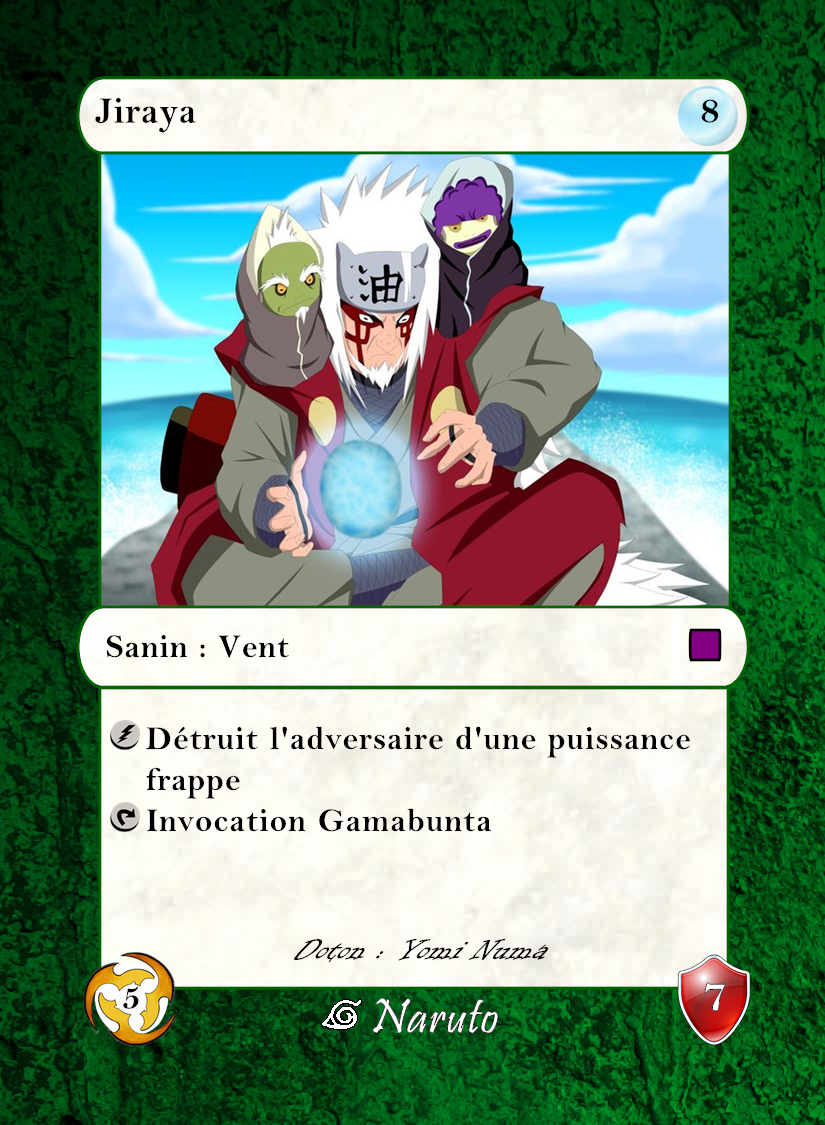 Jiraya
8
油
Sanin : Vent
Détruit l'adversaire d'une puissance
frappe
Invocation Gamabunta
Doton : Yomi Numa
5
7
Naruto